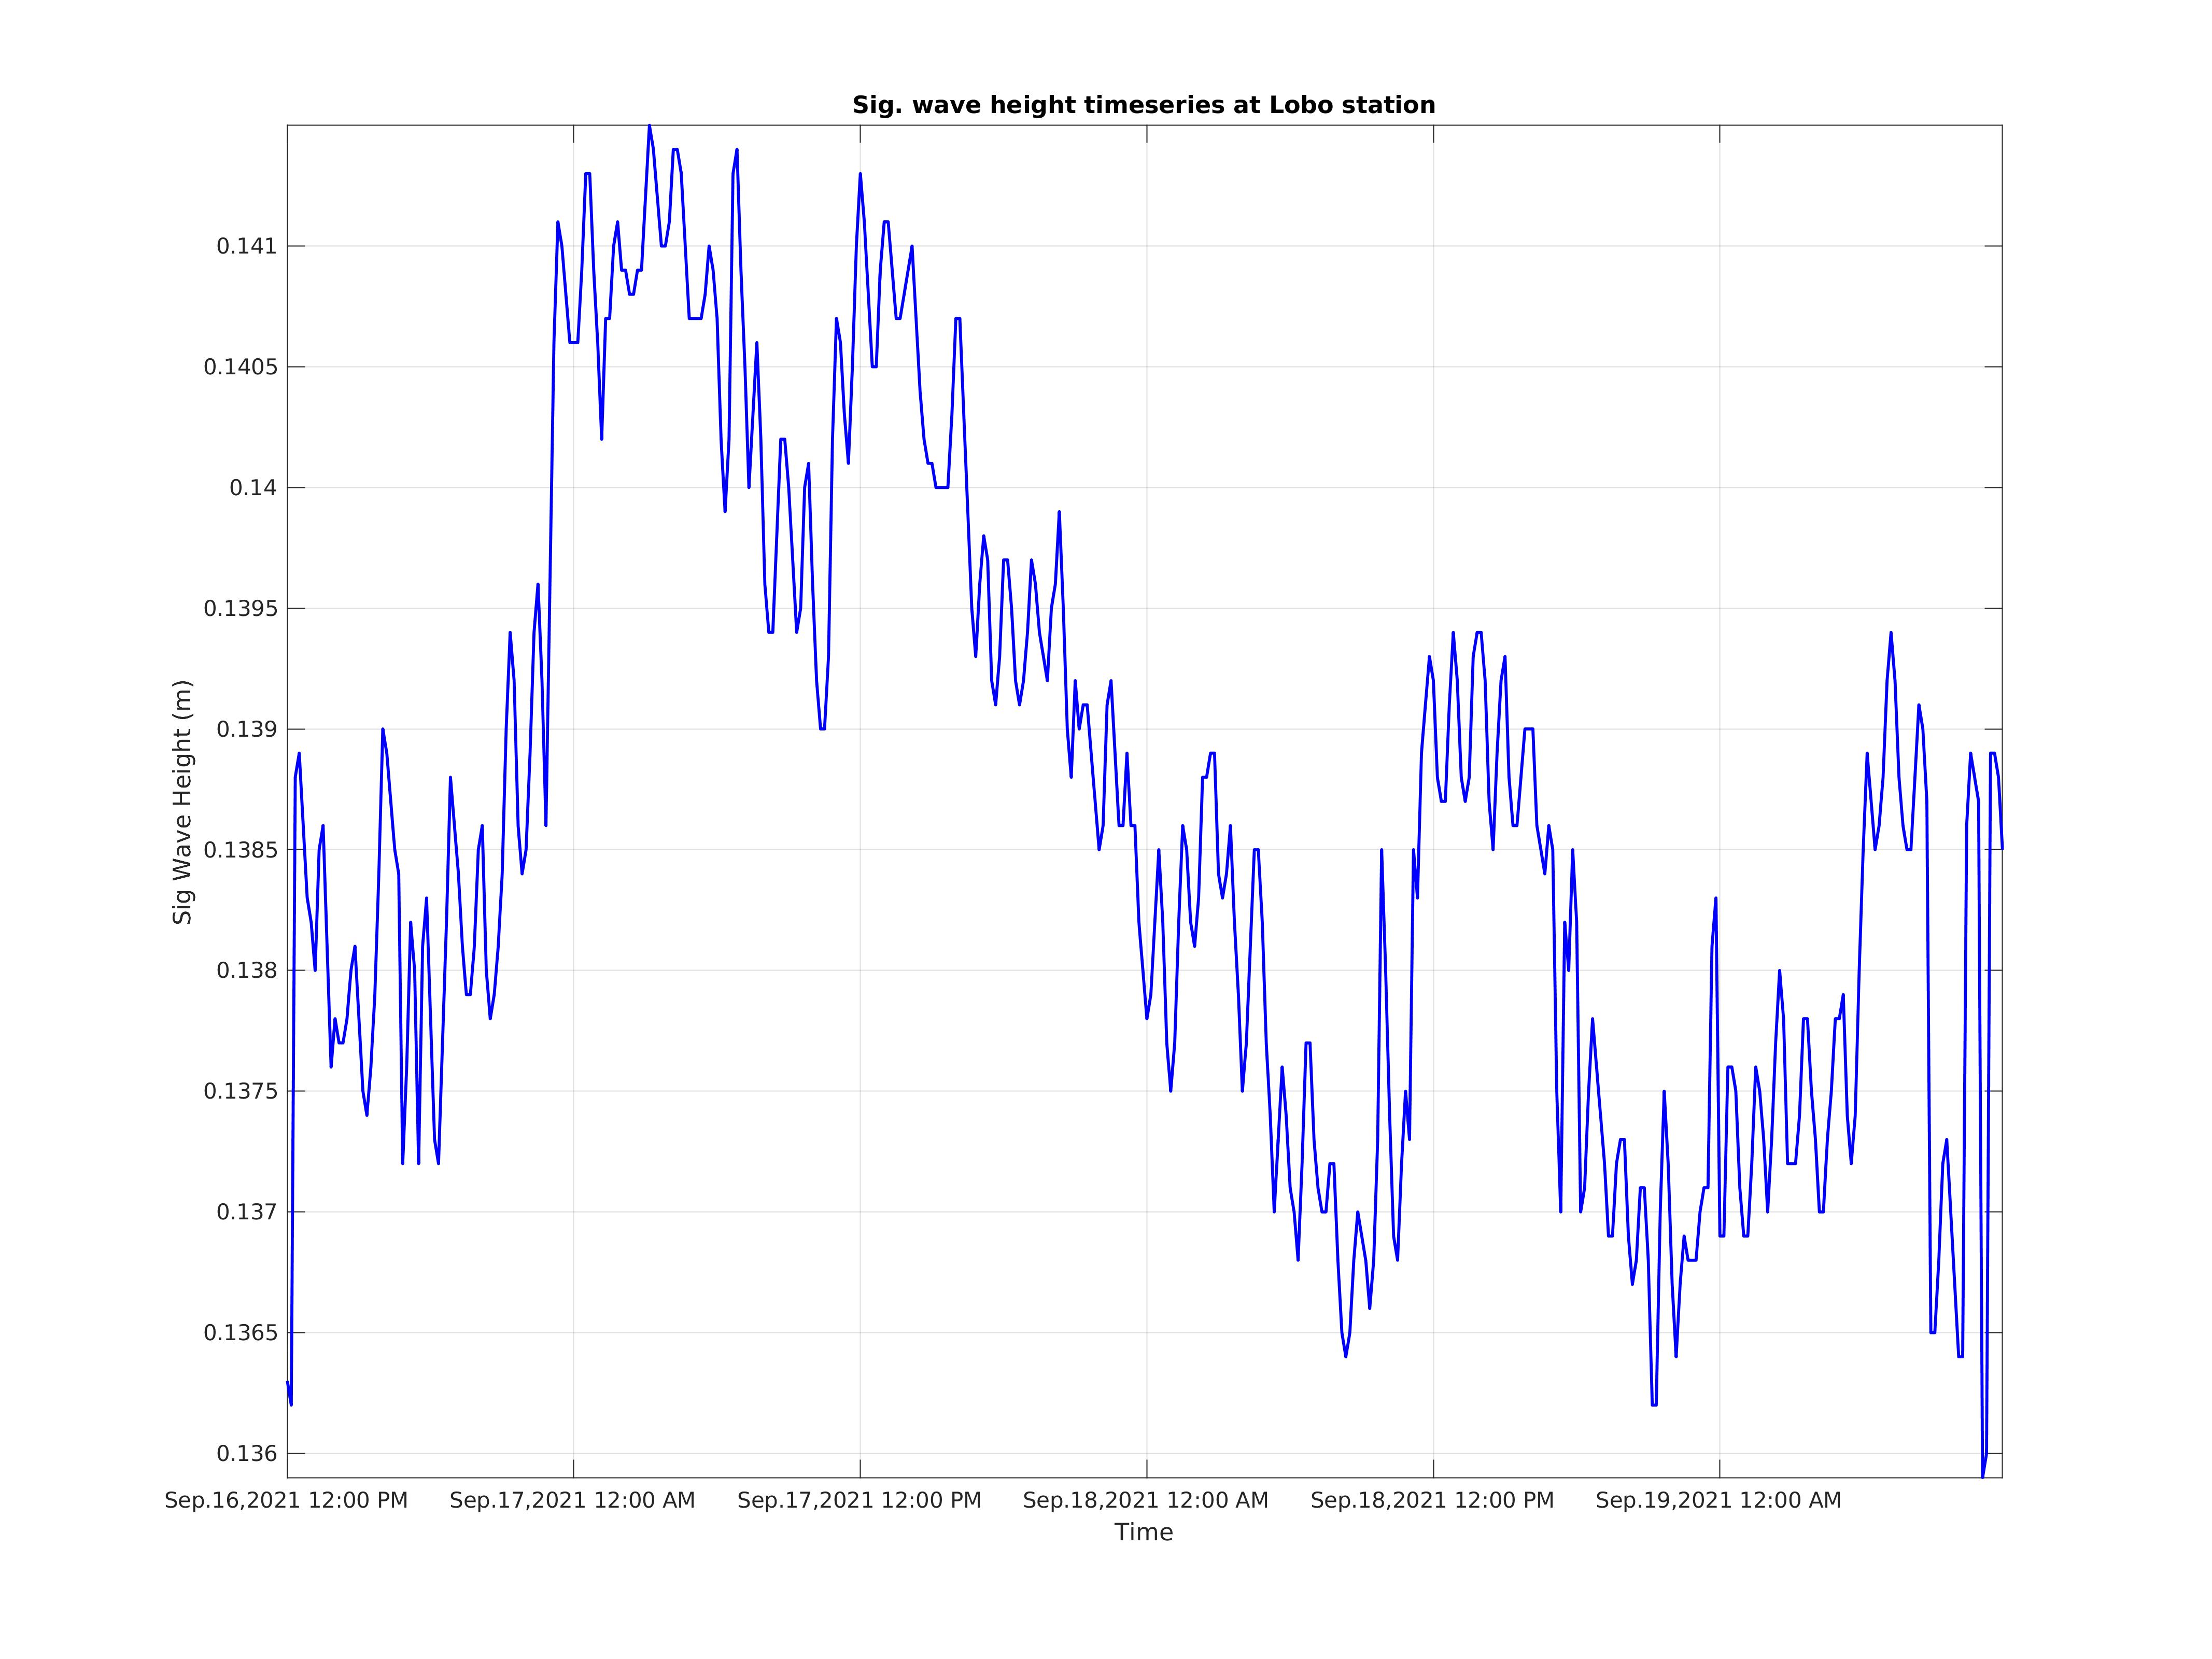 Sig. wave height timeseries at Lobo station
0.141
0.1405
0.14
0.1395
0.139
0.1385
0.138
0.1375
0.137
0.1365
0.136
Sig Wave Height (m)
Sep.16,2021 12:00 PM Sep.17,2021 12:00 AM Sep.17,2021 12:00 PM Sep.18,2021 12:00 AM Sep.18,2021 12:00 PM Sep.19,2021 12:00 AM
Time